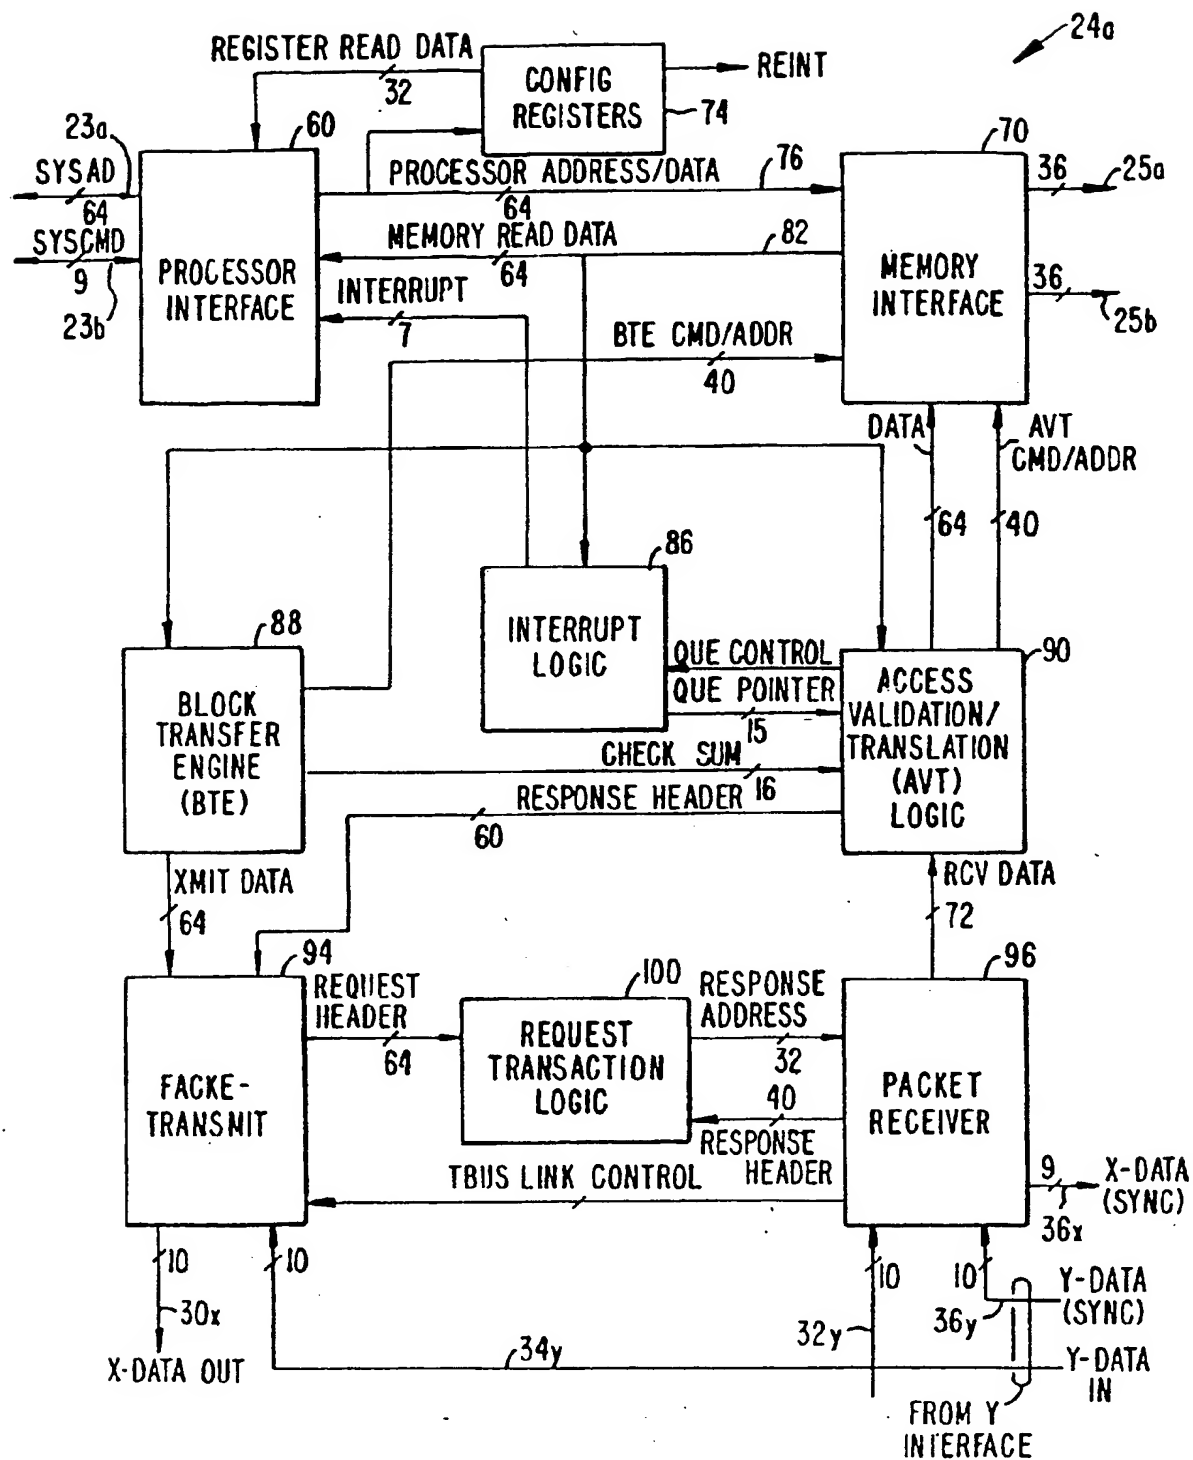 24a
REGISTER READ DATA
32
CONFIG
REGISTERS
REINT
74
23a
60
SYSAD
64
SYSCMD
9
23b
PROCESSOR
INTERFACE
PROCESSOR ADDRESS/DATA
76
64
MEMORY READ DATA
82
64
INTERRUPT
7
BTE CMD/ADDR
40
70
MEMORY
INTERFACE
36
25a
36
25b
DATA
AVT
CMD/ADDR
64
40
86
INTERRUPT
LOGIC
88
BLOCK
TRANSFER
ENGINE
(BTE)
QUE CONTROL
QUE POINTER
15
CHECK SUM
16
RESPONSE HEADER
60
90
ACCESS
VALIDATION/
TRANSLATION
(AVT)
LOGIC
XMIT DATA
64
RCV DATA
72
94
FACKE-
TRANSMIT
REQUEST
HEADER
64
100
REQUEST
TRANSACTION
LOGIC
RESPONSE
ADDRESS
32
40
RESPONSE
HEADER
TBUS LINK CONTROL
96
PACKET
RECEIVER
9
X-DATA
(SYNC)
36x
10
30x
X-DATA OUT
10
34y
10
32y
10
36y
Y-DATA
(SYNC)
Y-DATA
IN
FROM Y
INTERFACE